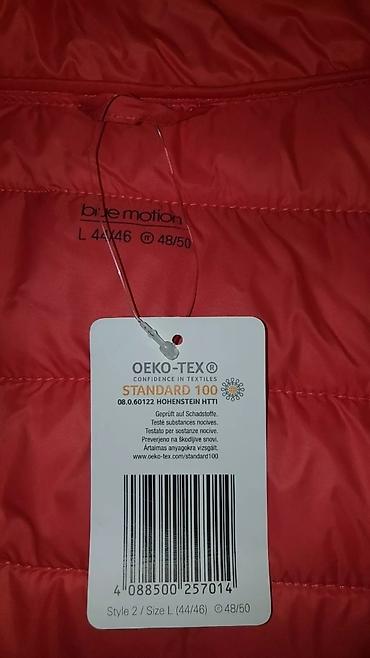 blue motion
L 44/46 (IT) 48/50
OEKO-TEX®
CONFIDENCE IN TEXTILES
STANDARD 100
08.0.60122 HOHENSTEIN HTTI
Geprüft auf Schadstoffe.
Testé substances nocives.
Testato per sostanze nocive.
Preverjeno na škodljive snovi.
Ártalmas anyagokra vizsgált.
www.oeko-tex.com/standard100
4 088500 257014
Style 2 / Size L (44/46) (IT) 48/50